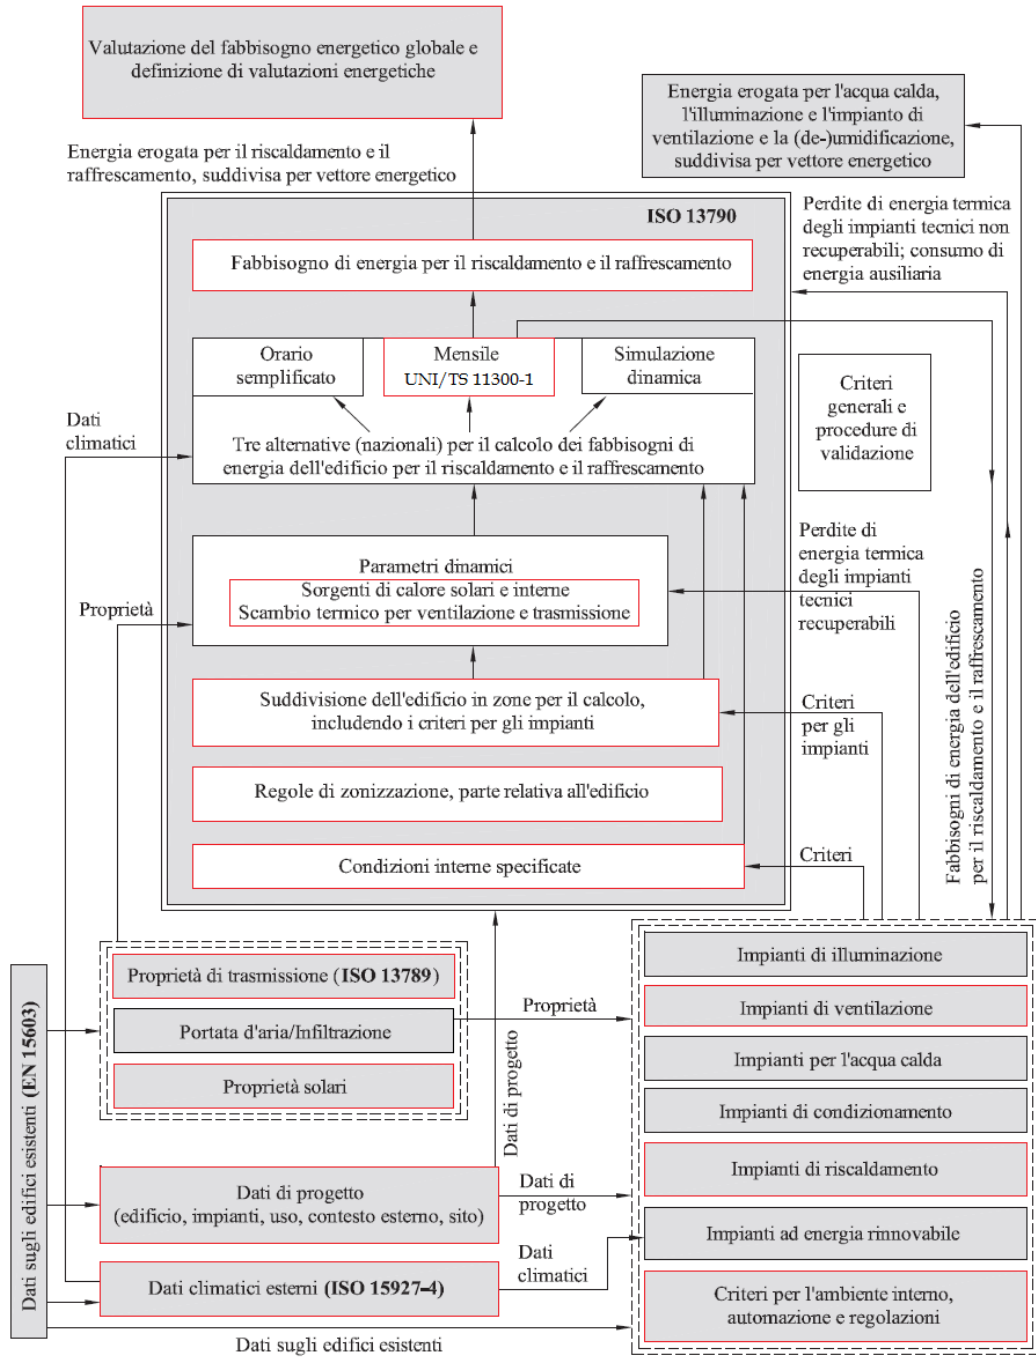 Valutazione del fabbisogno energetico globale e
definizione di valutazioni energetiche
Energia erogata per l'acqua calda,
l'illuminazione e l'impianto di
ventilazione e la (de-)umidificazione,
suddivisa per vettore energetico
Energia erogata per il riscaldamento e il
raffrescamento, suddivisa per vettore energetico
ISO 13790
Perdite di energia termica
degli impianti tecnici non
recuperabili; consumo di
energia ausiliaria
Fabbisogno di energia per il riscaldamento e il raffrescamento
Orario
semplificato
Mensile
UNI/TS 11300-1
Simulazione
dinamica
Criteri
generali e
procedure di
validazione
Dati
climatici
Tre alternative (nazionali) per il calcolo dei fabbisogni di
energia dell'edificio per il riscaldamento e il raffrescamento
Perdite di
energia termica
degli impianti
tecnici
recuperabili
Parametri dinamici
Sorgenti di calore solari e interne
Scambio termico per ventilazione e trasmissione
Proprietà
Fabbisogni di energia dell'edificio
per il riscaldamento e il raffrescamento
Suddivisione dell'edificio in zone per il calcolo,
includendo i criteri per gli impianti
Criteri
per gli
impianti
Regole di zonizzazione, parte relativa all'edificio
Condizioni interne specificate
Criteri
Dati sugli edifici esistenti (EN 15603)
Proprietà di trasmissione (ISO 13789)
Portata d'aria/Infiltrazione
Proprietà solari
Proprietà
Dati di progetto
Impianti di illuminazione
Impianti di ventilazione
Impianti per l'acqua calda
Impianti di condizionamento
Impianti di riscaldamento
Impianti ad energia rinnovabile
Criteri per l'ambiente interno,
automazione e regolazioni
Dati di progetto
(edificio, impianti, uso, contesto esterno, sito)
Dati di
progetto
Dati climatici esterni (ISO 15927-4)
Dati
climatici
Dati sugli edifici esistenti